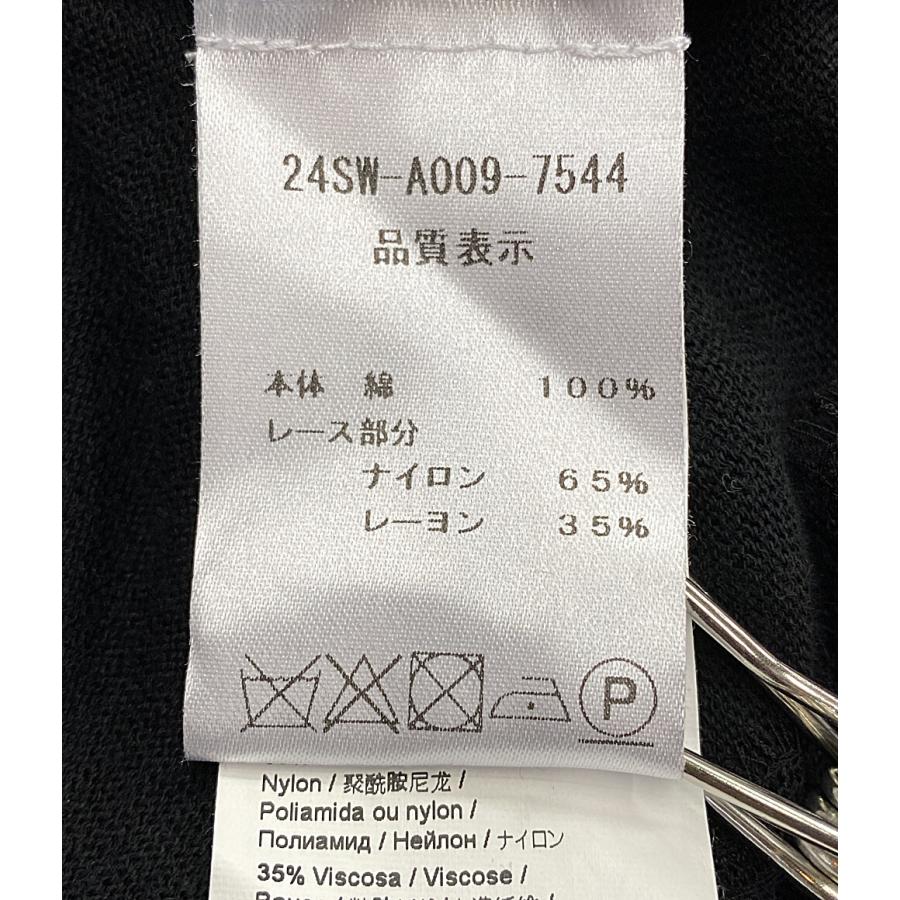 24SW-A009-7544
品質表示
本体 綿 １００％
レース部分
ナイロン ６５％
レーヨン ３５％
P
Nylon / 聚酰胺尼龙 /
Poliamida ou nylon /
Полиамид / Нейлон / ナイロン
35% Viscosa / Viscose /